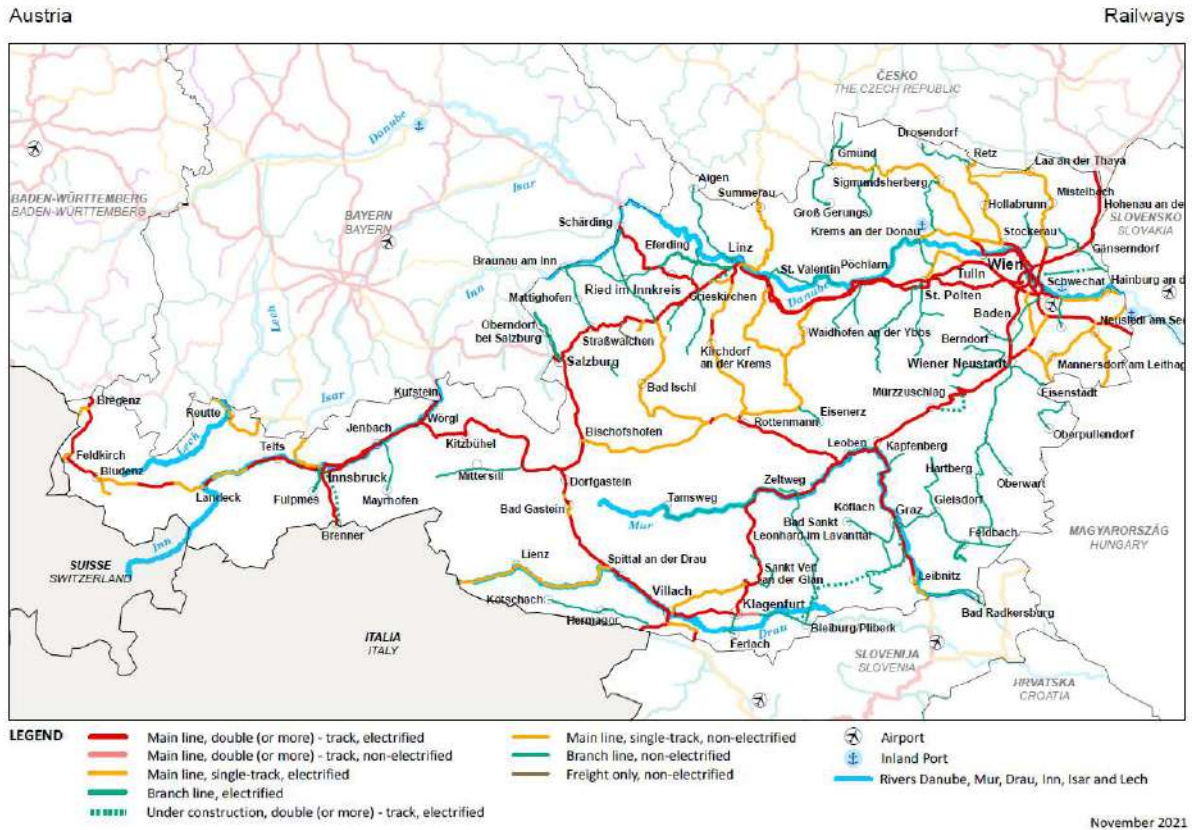 Austria
Railways
ČESKO
THE CZECH REPUBLIC
Danube
Drosendorf
Gmünd
Retz
Laa an der Thaya
Aigen
Summerau
Sigmundsherberg
Mistelbach
BADEN-WÜRTTEMBERG
BADEN-WÜRTTEMBERG
Isar
Hohenau an de
BAYERN
BAYERN
Schärding
Groß Gerungs
Hollabrunn
SLOVENSKO
SLOVAKIA
Krems an der Donau
Stockerau
Eferding
Linz
Gänserndorf
Braunau am Inn
St. Valentin
Pöchlarn
Wien
Tulln
Inn
Schwechat
Hainburg an d
Mattighofen
Ried im Innkreis
Grieskirchen
Danube
St. Pölten
Lech
Oberndorf
bei Salzburg
Baden
Neusiedl am See
Straßwalchen
Waidhofen an der Ybbs
Berndorf
Salzburg
Kirchdorf
an der Krems
Wiener Neustadt
Mannersdorf am Leithag
Bad Ischl
Kufstein
Mürzzuschlag
Eisenstadt
Bregenz
Reutte
Isar
Wörgl
Eisenerz
Rottenmann
Jenbach
Oberpullendorf
Lech
Kitzbühel
Bischofshofen
Leoben
Kapfenberg
Feldkirch
Telfs
Bludenz
Innsbruck
Mittersill
Dorfgastein
Zeltweg
Hartberg
Oberwart
Landeck
Fulpmes
Mayrhofen
Tamsweg
Köflach
Gleisdorf
Bad Gastein
Graz
Mur
Bad Sankt
Leonhard im Lavanttal
Brenner
Feldbach
MAGYARORSZÁG
HUNGARY
Inn
SUISSE
SWITZERLAND
Lienz
Spittal an der Drau
Sankt Veit
an der Glan
Leibnitz
Villach
Kötschach
Klagenfurt
Bad Radkersburg
Hermagor
Bleiburg/Pliberk
ITALIA
ITALY
Drau
Ferlach
SLOVENIJA
SLOVENIA
HRVATSKA
CROATIA
LEGEND
Main line, double (or more) - track, electrified
Main line, double (or more) - track, non-electrified
Main line, single-track, electrified
Branch line, electrified
Under construction, double (or more) - track, electrified
Main line, single-track, non-electrified
Branch line, non-electrified
Freight only, non-electrified
Airport
Inland Port
Rivers Danube, Mur, Drau, Inn, Isar and Lech
November 2021